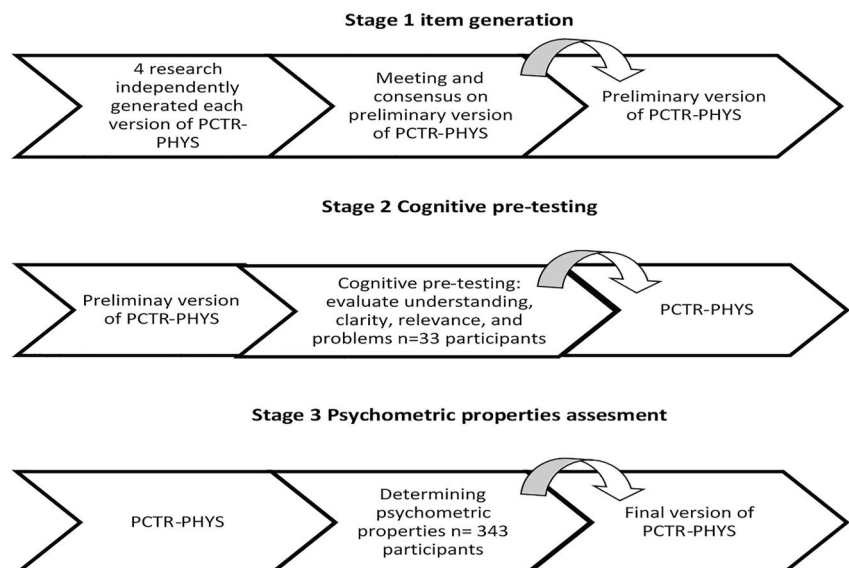 Stage 1 item generation
4 research
independently
generated each
version of PCTR-
PHYS
Meeting and
consensus on
preliminary version
of PCTR-PHYS
Preliminary version
of PCTR-PHYS
Stage 2 Cognitive pre-testing
Preliminay version
of PCTR-PHYS
Cognitive pre-testing:
evaluate understanding,
clarity, relevance, and
problems n=33 participants
PCTR-PHYS
Stage 3 Psychometric properties assesment
PCTR-PHYS
Determining
psychometric
properties n= 343
participants
Final version of
PCTR-PHYS